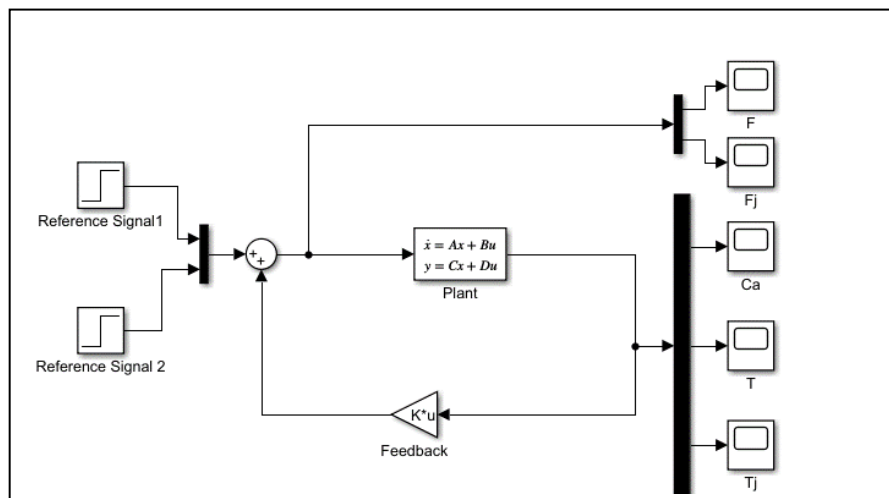 F
Fj
Reference Signal1
+
+
ẋ = Ax + Bu
y = Cx + Du
Plant
Ca
Reference Signal 2
T
K*u
Feedback
Tj